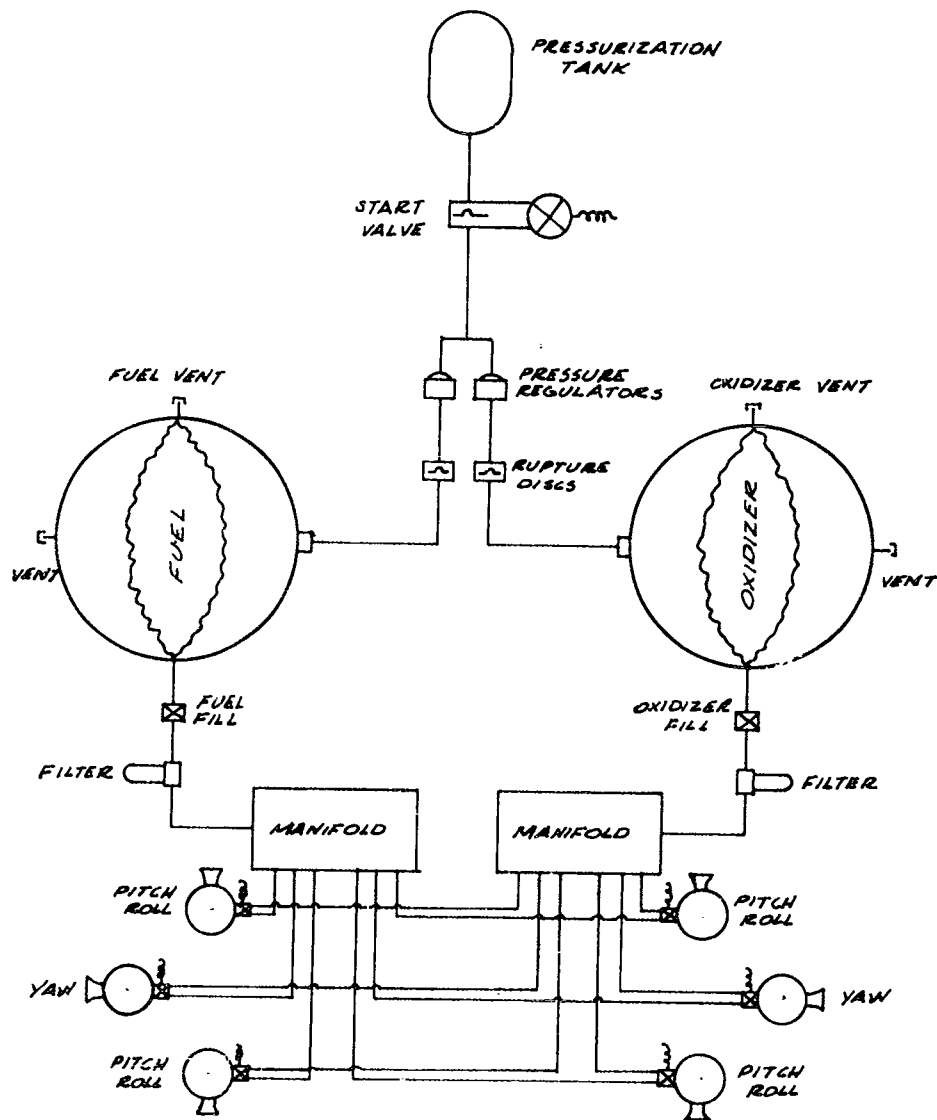 PRESSURIZATION
TANK
START
VALVE
FUEL VENT
PRESSURE
REGULATORS
OXIDIZER VENT
RUPTURE
DISCS
FUEL
OXIDIZER
VENT
VENT
FUEL
FILL
OXIDIZER
FILL
FILTER
FILTER
MANIFOLD
MANIFOLD
PITCH
ROLL
PITCH
ROLL
YAW
YAW
PITCH
ROLL
PITCH
ROLL